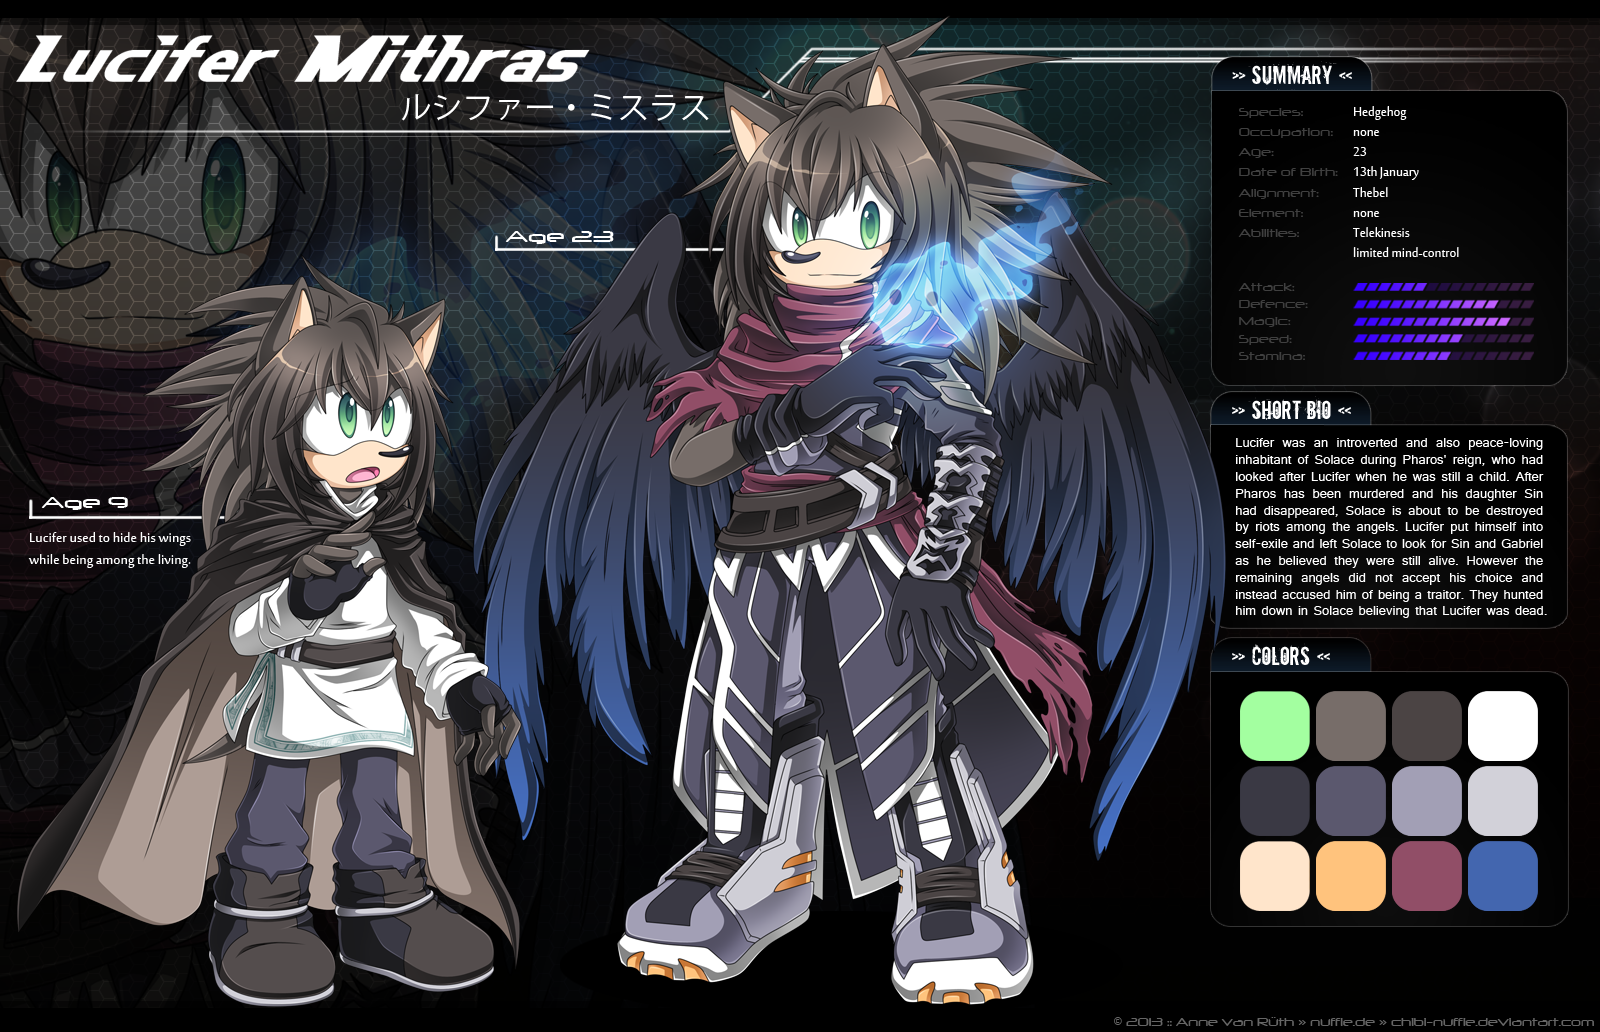 Lucifer Mithras
ルシファー・ミスラス
Age 23
Age 9
Lucifer used to hide his wings
while being among the living.
>> SUMMARY <<
Species: Hedgehog
Occupation: none
Age: 23
Date of Birth: 13th January
Alignment: Thebel
Element: none
Abilities: Telekinesis
limited mind-control
Attack:
Defence:
Magic:
Speed:
Stamina:
>> SHORT BIO <<
Lucifer was an introverted and also peace-loving
inhabitant of Solace during Pharos' reign, who had
looked after Lucifer when he was still a child. After
Pharos has been murdered and his daughter Sin
had disappeared, Solace is about to be destroyed
by riots among the angels. Lucifer put himself into
self-exile and left Solace to look for Sin and Gabriel
as he believed they were still alive. However the
remaining angels did not accept his choice and
instead accused him of being a traitor. They hunted
him down in Solace believing that Lucifer was dead.
>> COLORS <<
© 2013 :: Anne van Rüth » nuffle.de » chibi-nuffle.deviantart.com